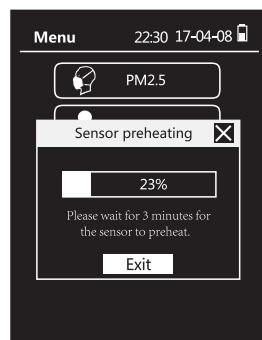 Menu 22:30 17-04-08
PM2.5
Sensor preheating
23%
Please wait for 3 minutes for
the sensor to preheat.
Exit